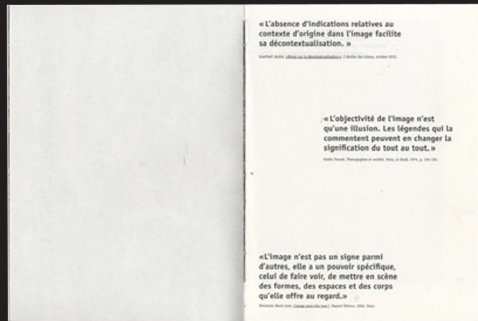 «L'absence d'indications relatives au
contexte d'origine dans l'image facilite
sa décontextualisation. »
«L'objectivité de l'image n'est
qu'une illusion. Les légendes qui la
commentent peuvent en changer la
signification du tout au tout.»
«L'image n'est pas un signe parmi
d'autres, elle a un pouvoir spécifique,
celui de faire voir, de mettre en scène
des formes, des espaces et des corps
qu'elle offre au regard.»